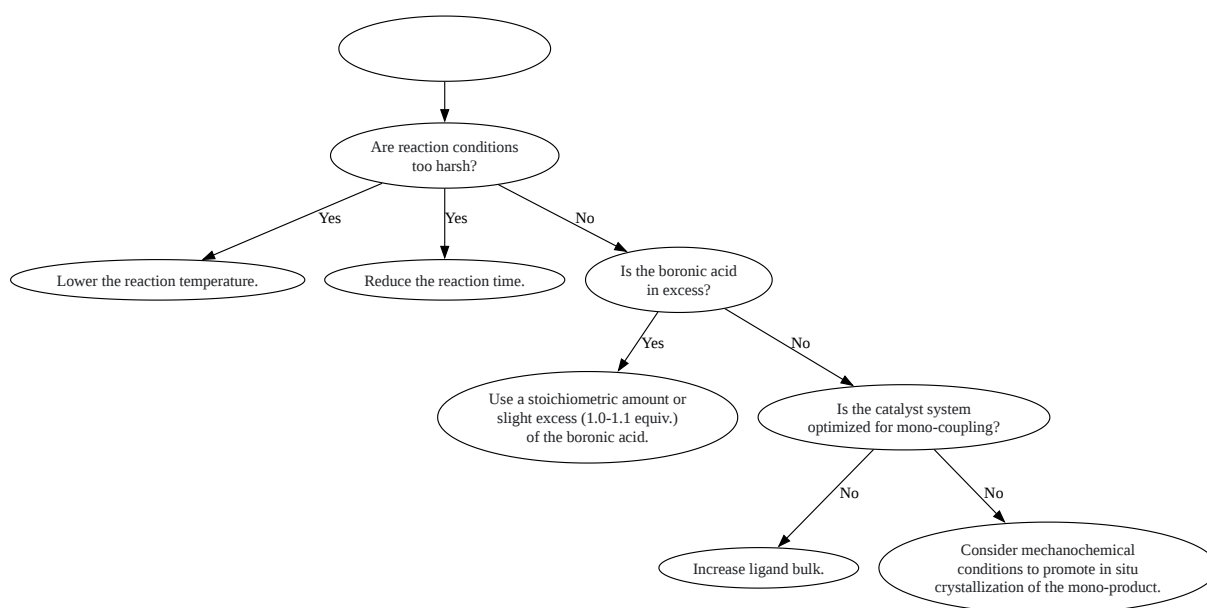 Are reaction conditions
too harsh?
Yes
Yes
No
Lower the reaction temperature.
Reduce the reaction time.
Is the boronic acid
in excess?
Yes
No
Use a stoichiometric amount or
slight excess (1.0-1.1 equiv.)
of the boronic acid.
Is the catalyst system
optimized for mono-coupling?
No
No
Increase ligand bulk.
Consider mechanochemical
conditions to promote in situ
crystallization of the mono-product.